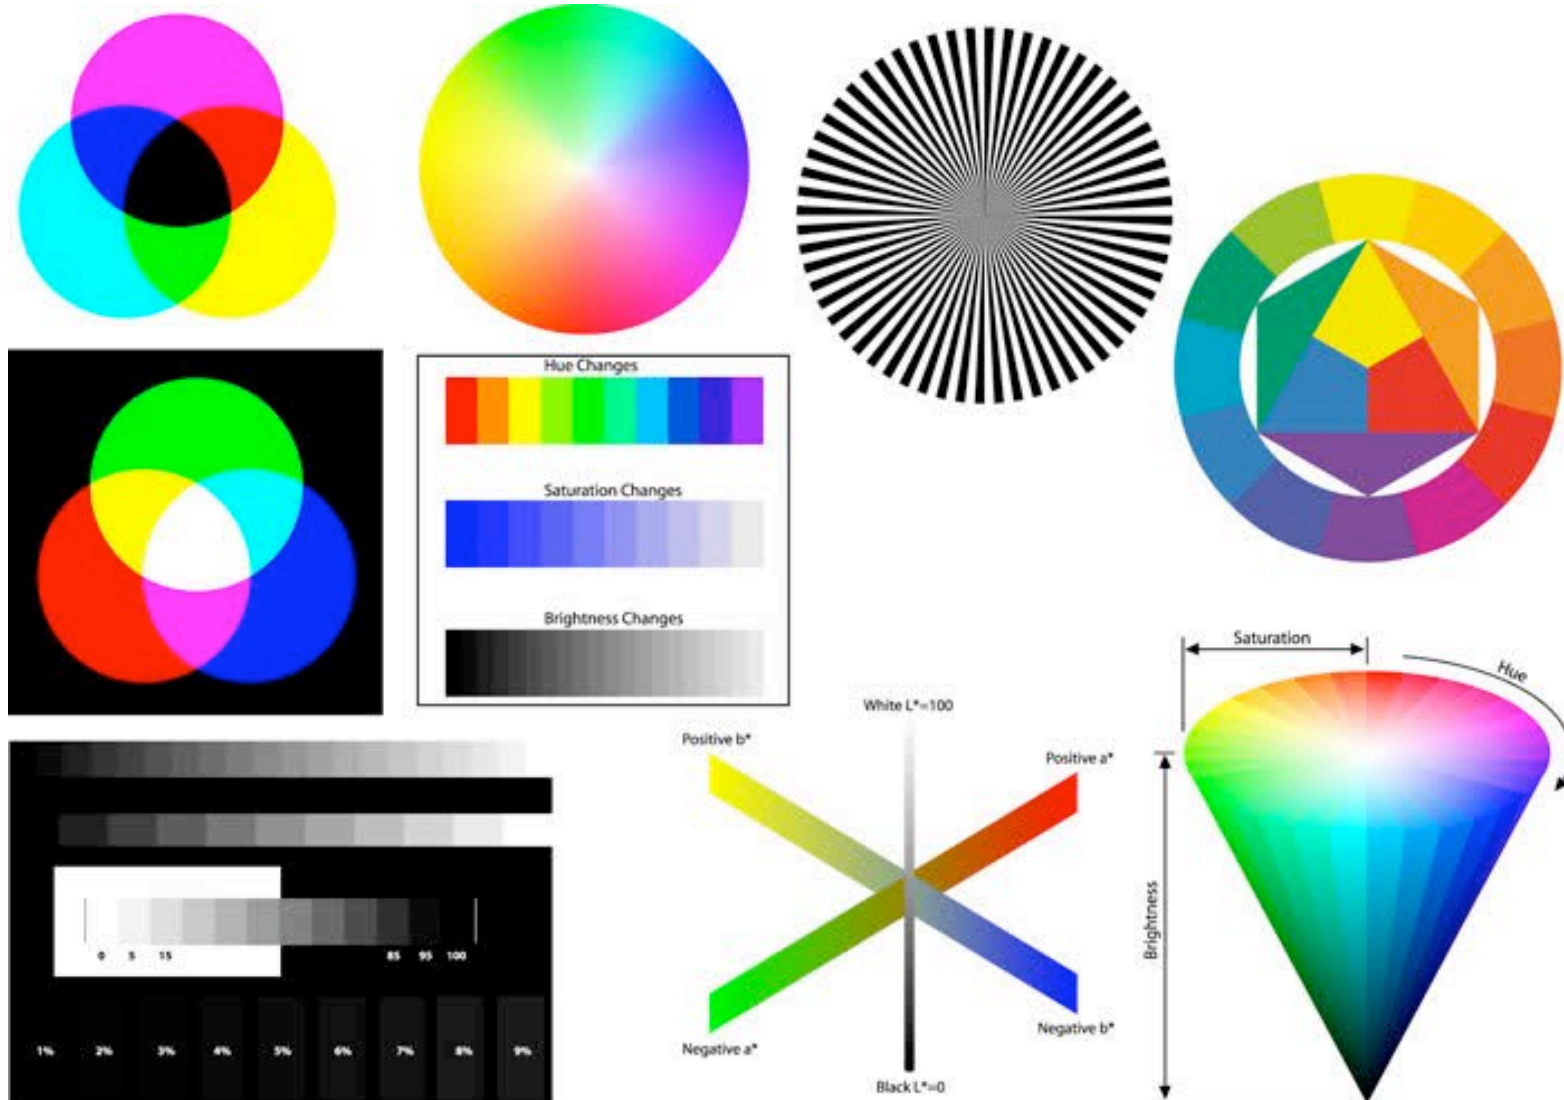 Hue Changes
Saturation Changes
Brightness Changes
Saturation
Hue
Brightness
White L*=100
Positive b*
Positive a*
Negative a*
Negative b*
Black L*=0
0 5 15 85 95 100
1% 2% 3% 4% 5% 6% 7% 8% 9%